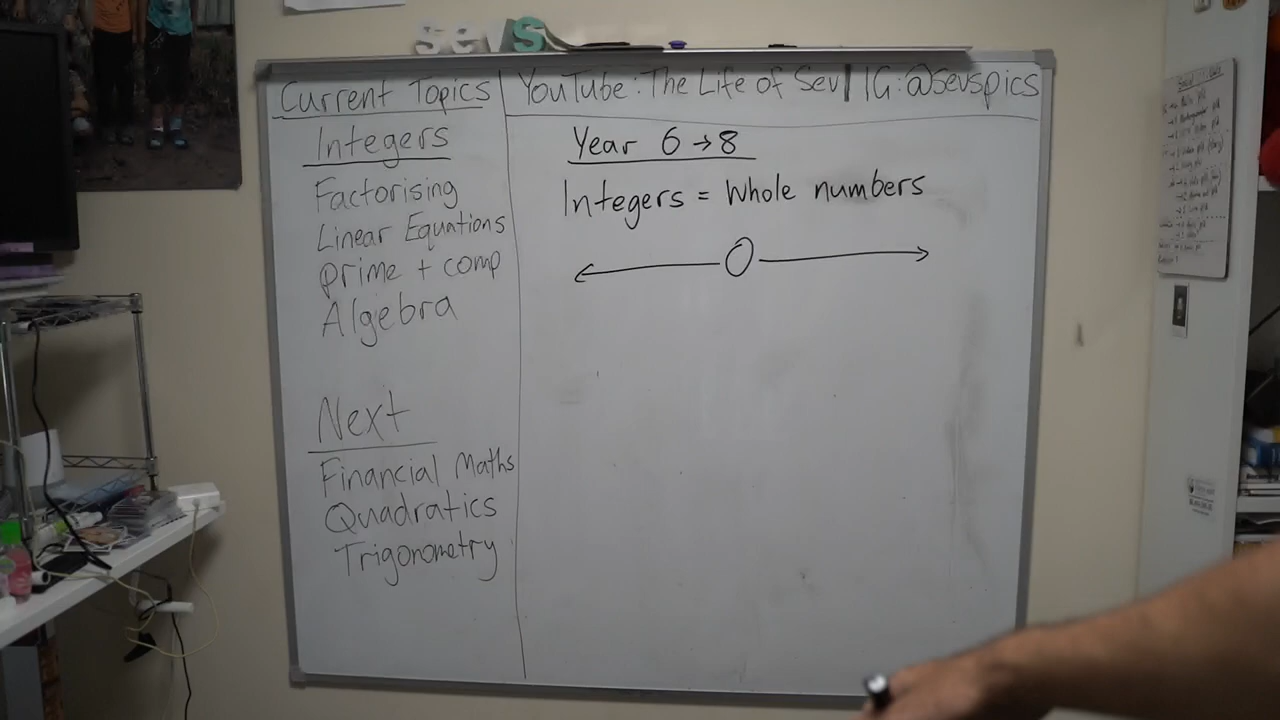 sevs
Current Topics
YouTube: The Life of Sev | IG: @sevspics
Integers
Factorising
Linear Equations
prime + comp
Algebra
Next
Financial Maths
Quadratics
Trigonometry
Year 6 → 8
Integers = Whole numbers
0